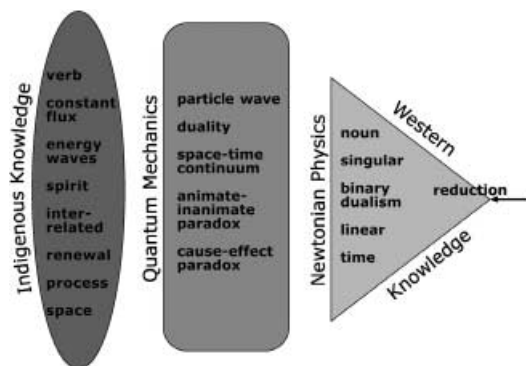 Indigenous Knowledge
verb
constant
flux
energy
waves
spirit
inter-
related
renewal
process
space
Quantum Mechanics
particle wave
duality
space-time
continuum
animate-
inanimate
paradox
cause-effect
paradox
Newtonian Physics
noun
singular
binary
dualism
linear
time
Western
reduction
Knowledge